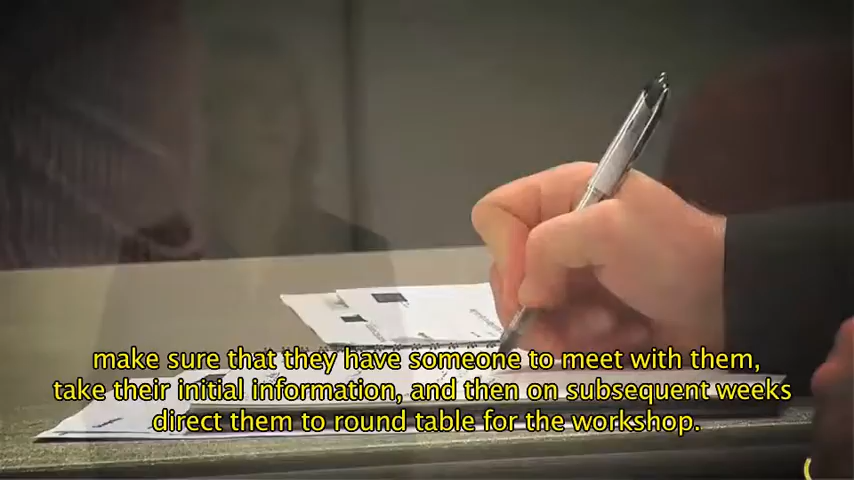 make sure that they have someone to meet with them,
take their initial information, and then on subsequent weeks
direct them to round table for the workshop.